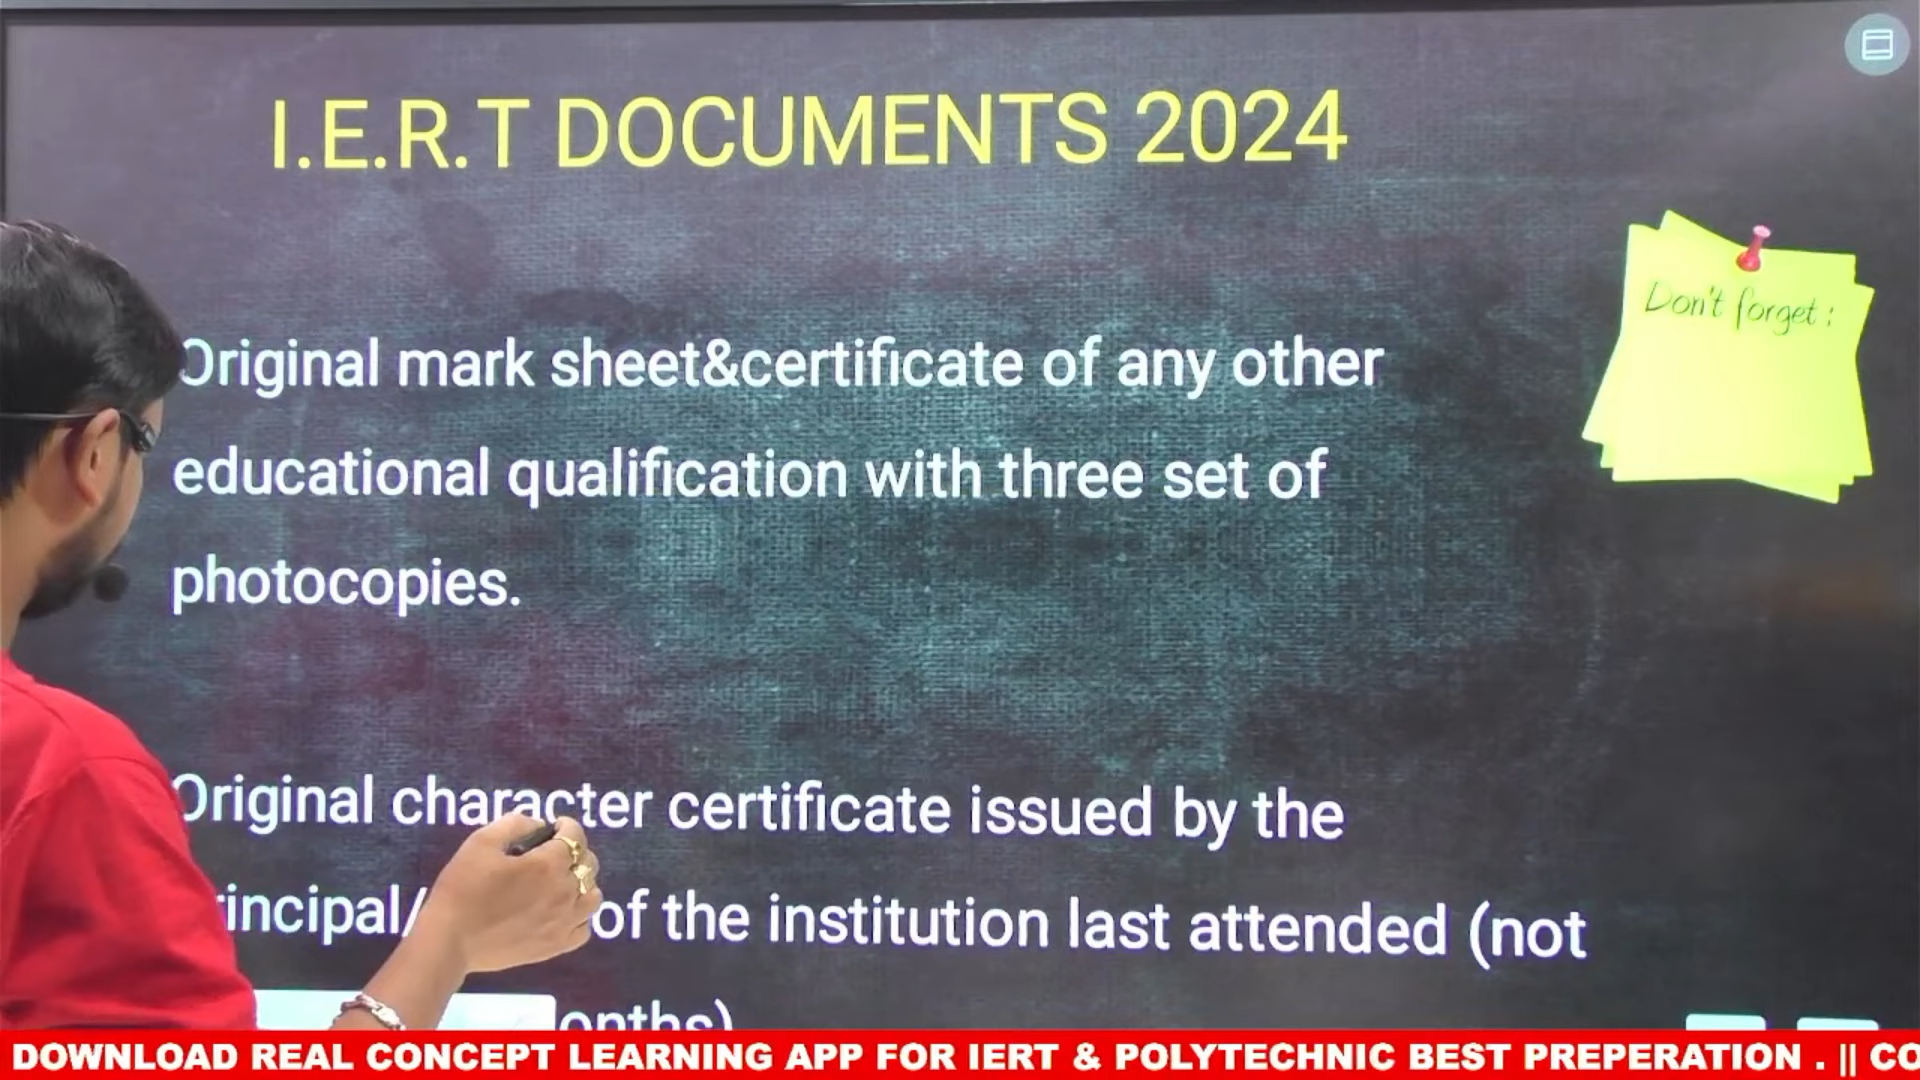 I.E.R.T DOCUMENTS 2024
Don't forget :
Original mark sheet&certificate of any other
educational qualification with three set of
photocopies.
Original character certificate issued by the
of the institution last attended (not
DOWNLOAD REAL CONCEPT LEARNING APP FOR IERT & POLYTECHNIC BEST PREPERATION . || CO